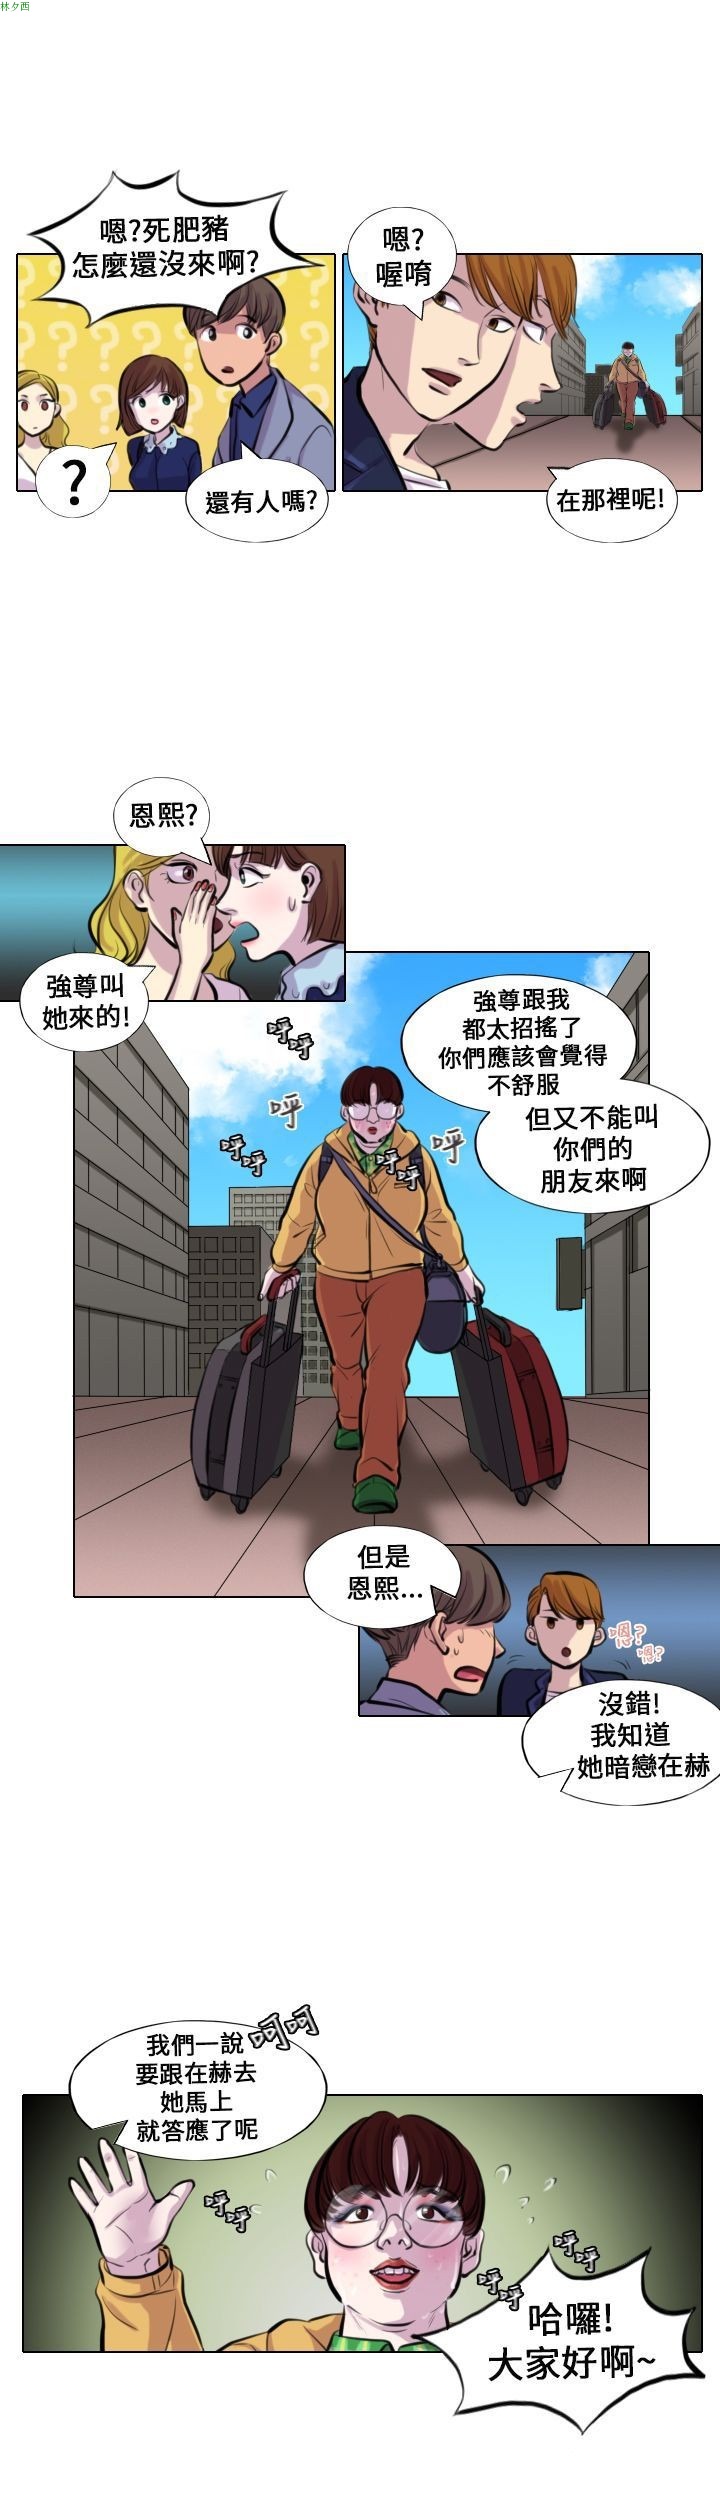 林夕西
嗯?死肥豬
怎麼還沒來啊?
?
還有人嗎?
嗯?
喔唷
在那裡呢!
恩熙?
強尊叫
她來的!
強尊跟我
都太招搖了
你們應該會覺得
不舒服
但又不能叫
你們的
朋友來啊
呼呼
呼
呼呼
呼
呼呼
但是
恩熙...
嗯?
嗯?
沒錯!
我知道
她暗戀在赫
我們一說
要跟在赫去
她馬上
就答應了呢
呵呵
呼呼
呼呼
呼呼
哈囉!
大家好啊~